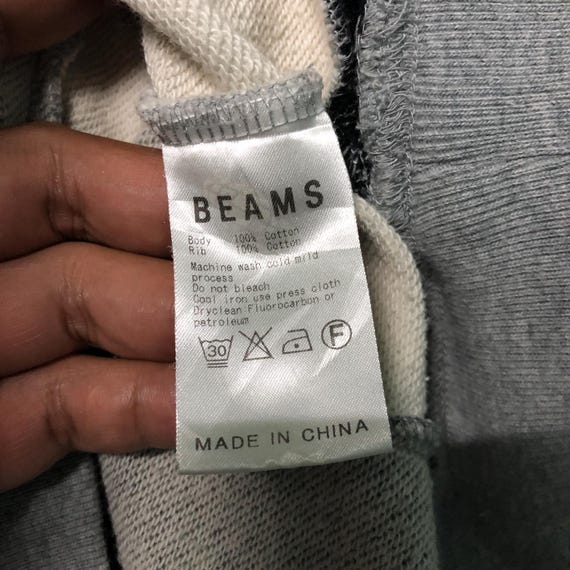 BEAMS
Body 100% Cotton
Rib 100% Cotton
Machine wash cold mild
process
Do not bleach
Cool iron use press cloth
Dryclean Fluorocarbon or
petroleum
30 F
MADE IN CHINA